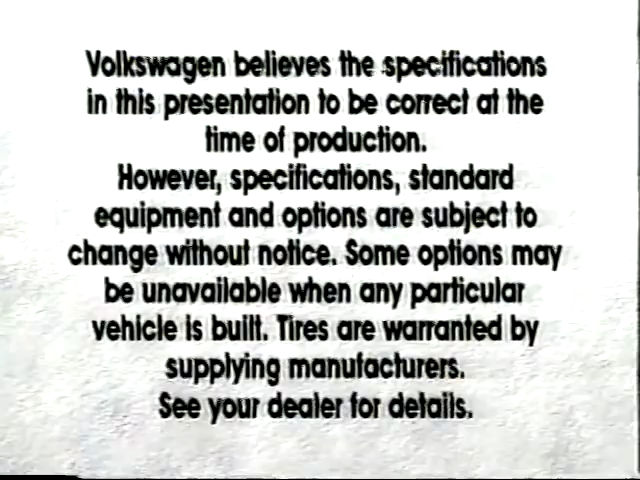 Volkswagen believes the specifications
in this presentation to be correct at the
time of production.
However, specifications, standard
equipment and options are subject to
change without notice. Some options may
be unavailable when any particular
vehicle is built. Tires are warranted by
supplying manufacturers.
See your dealer for details.